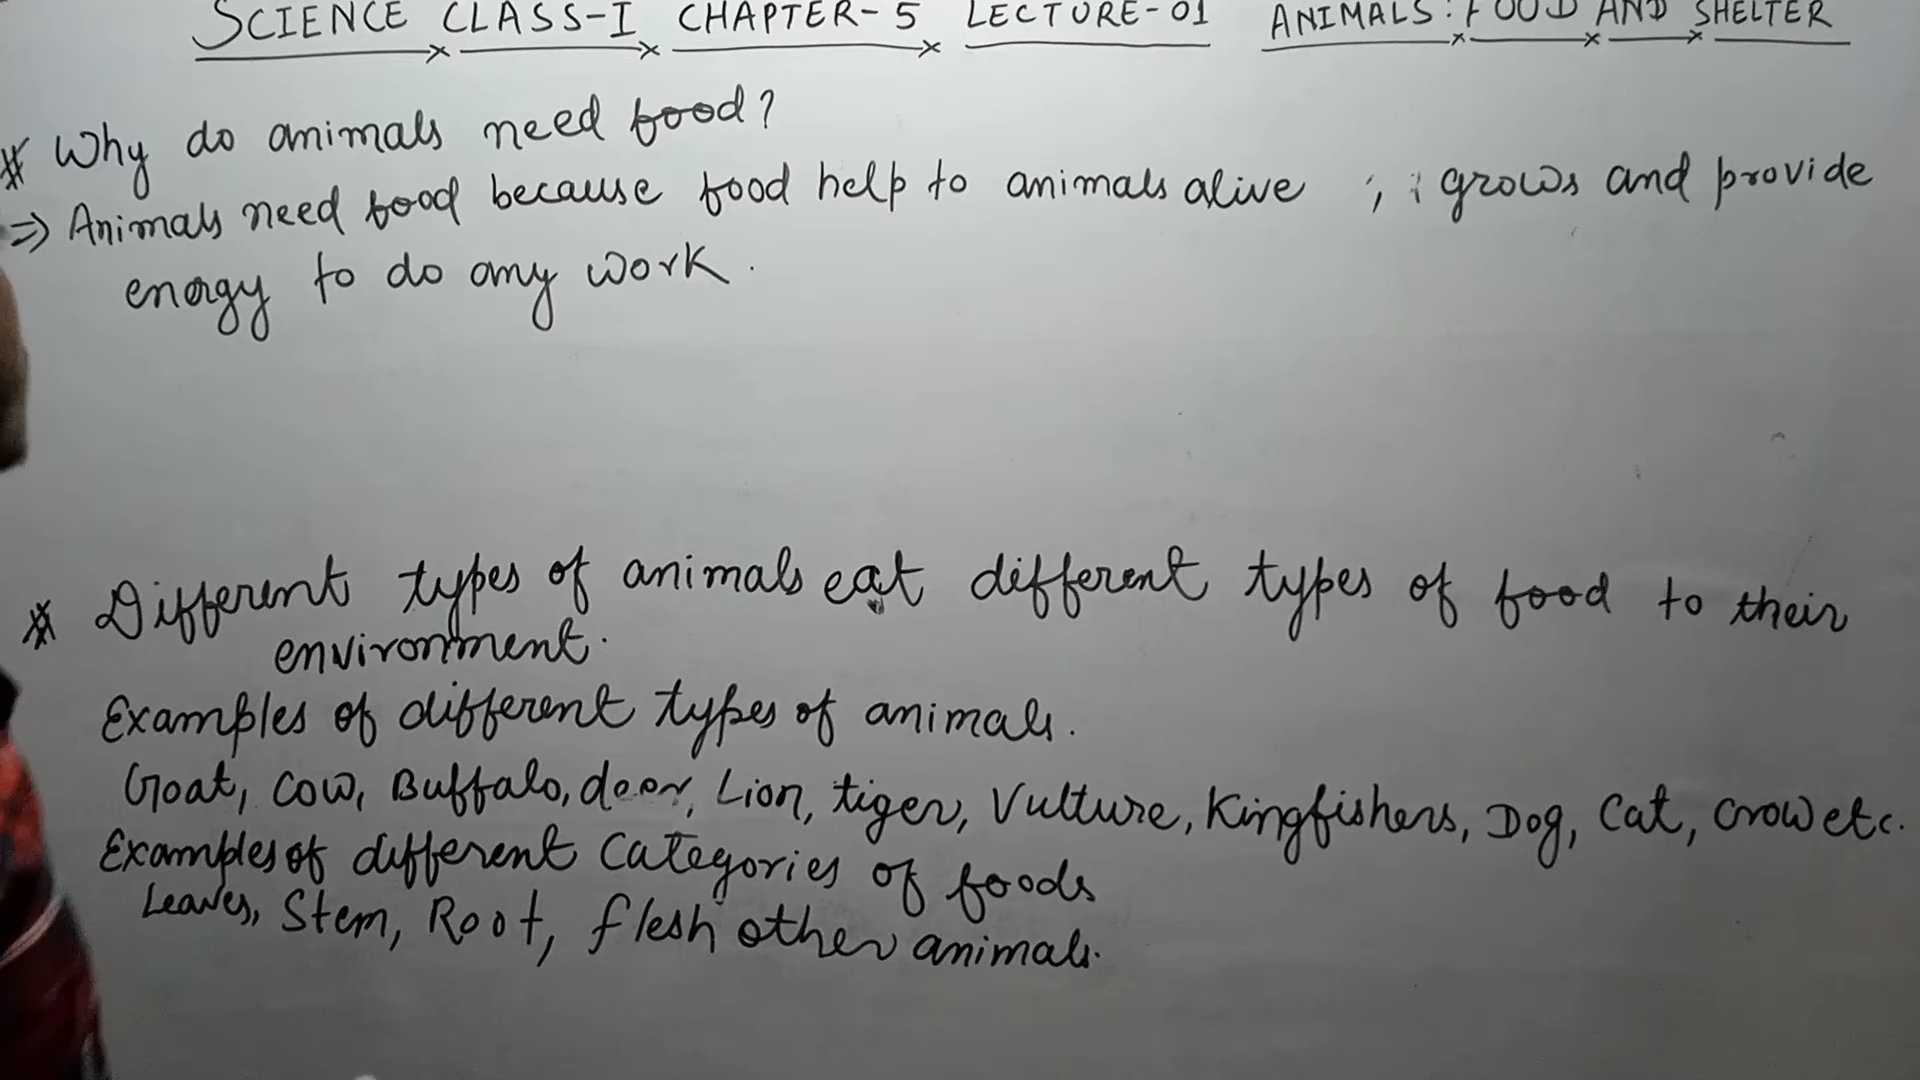 SCIENCE CLASS-I CHAPTER-5 LECTURE-01 ANIMALS: FOOD AND SHELTER
* Why do animals need food?
⇒ Animals need food because food help to animals alive , ; grows and provide
energy to do any work.
* Different types of animals eat different types of food to their
environment.
Examples of different types of animals.
Goat, Cow, Buffalo, deer, Lion, tiger, Vulture, Kingfishers, Dog, Cat, Crow etc.
Examples of different Categories of foods
Leaves, Stem, Root, flesh other animals.